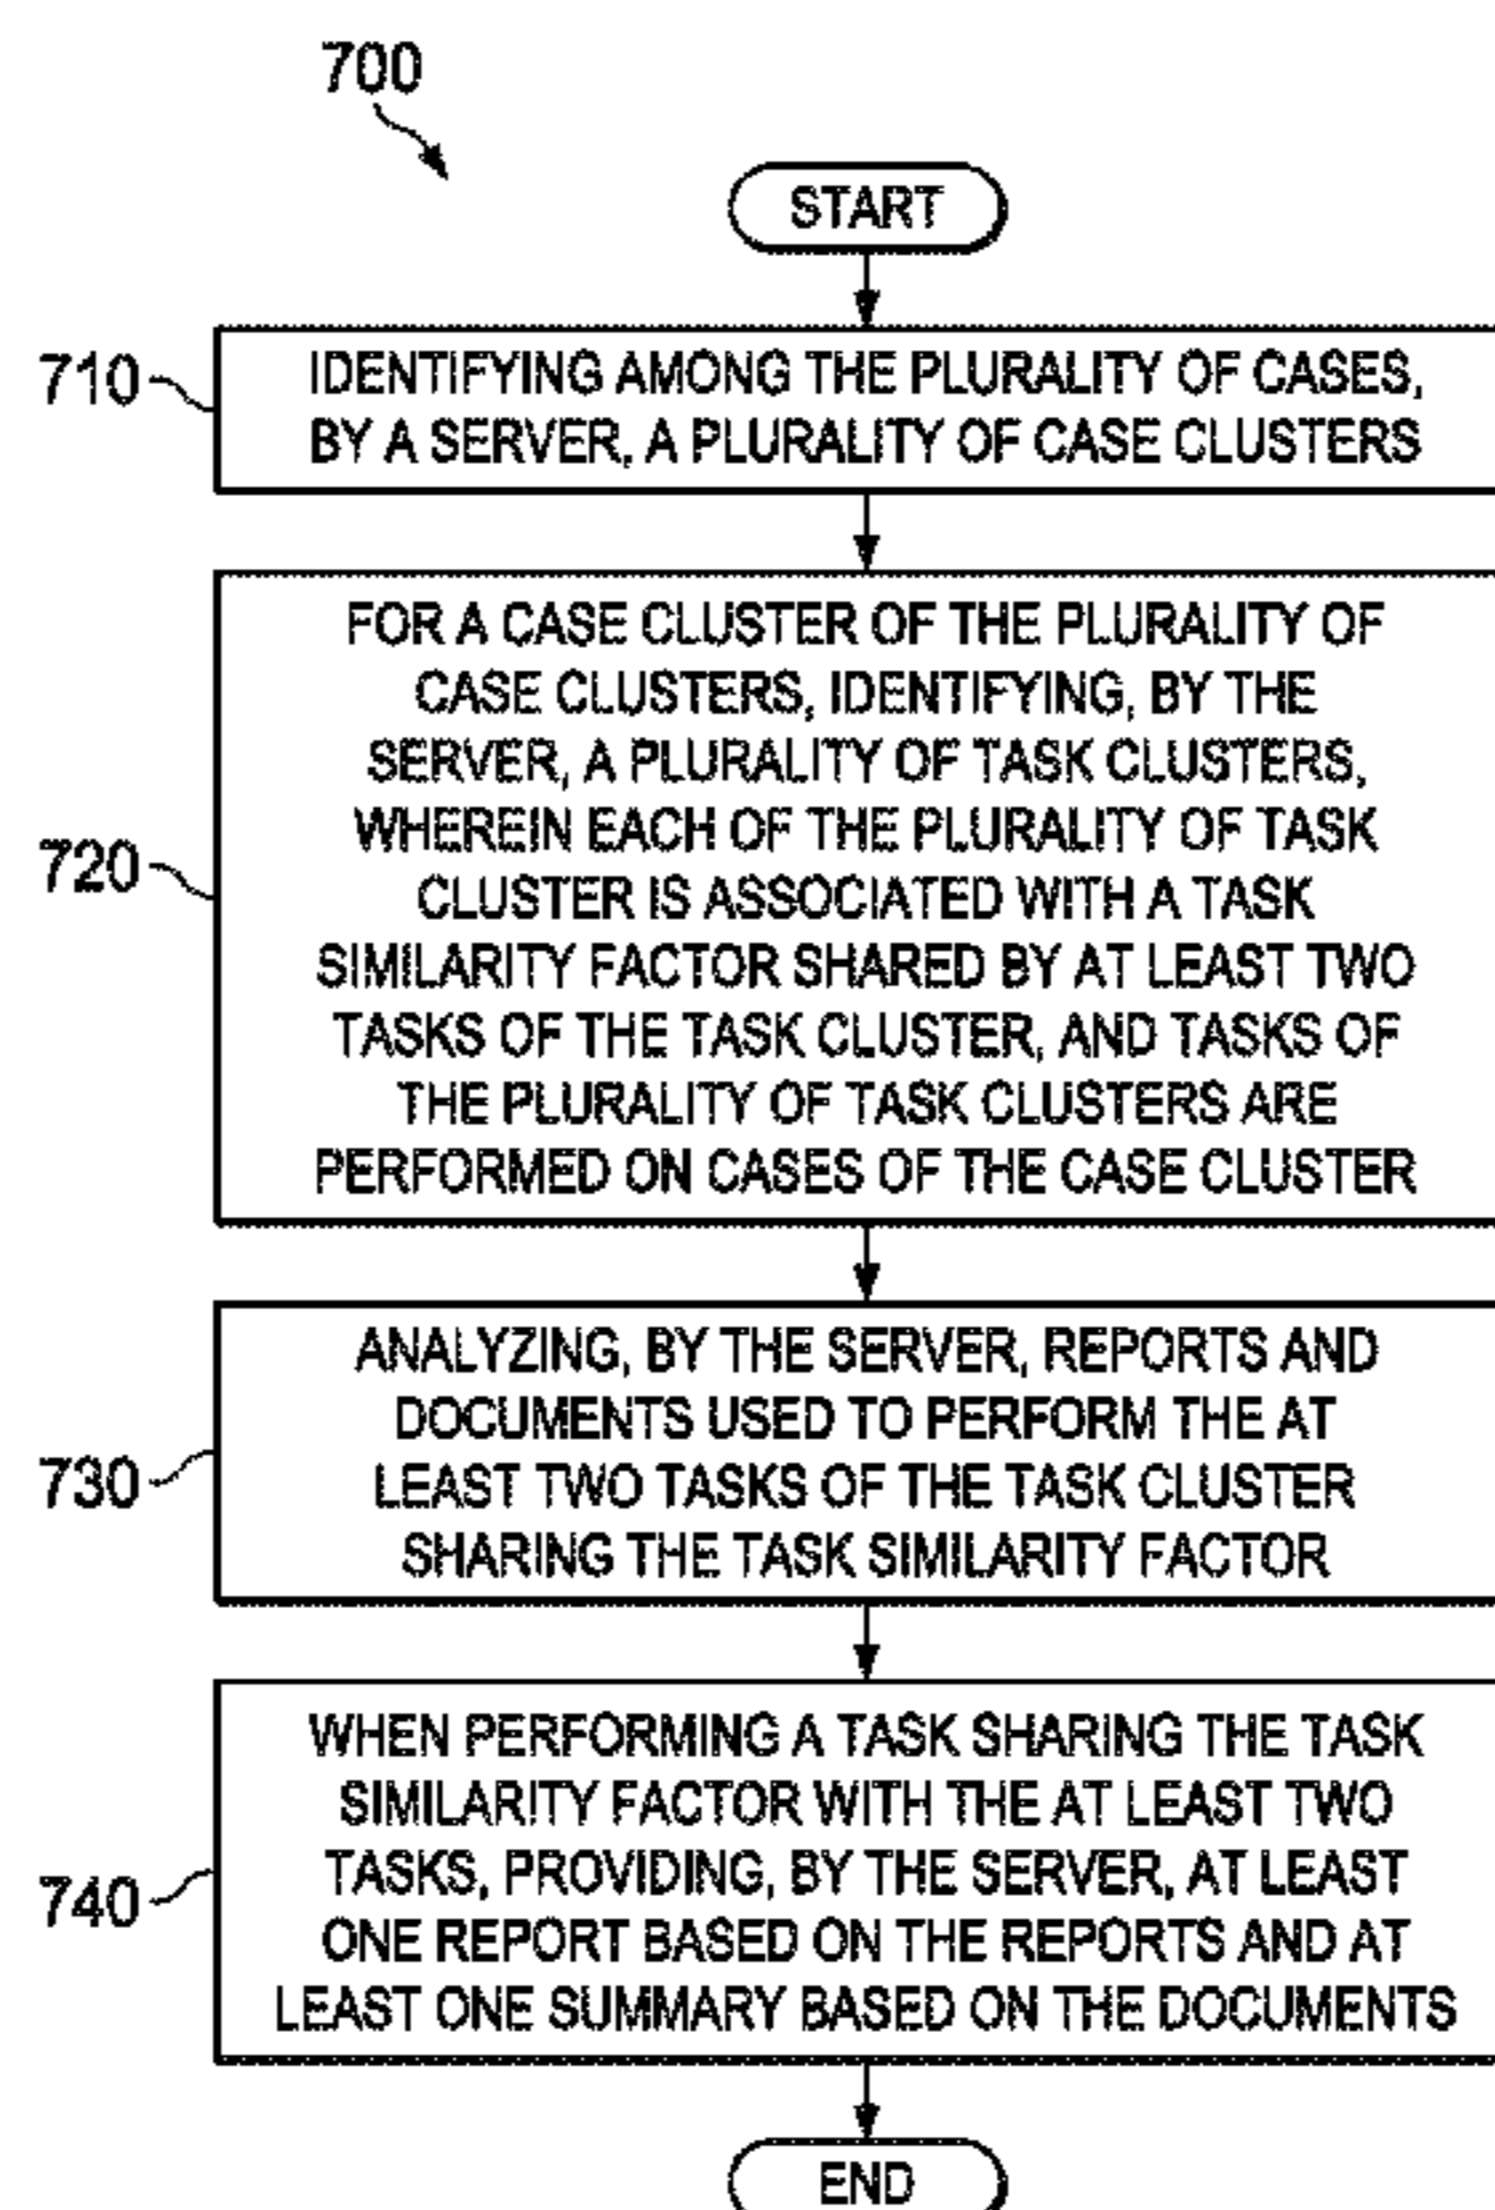 700
START
710
IDENTIFYING AMONG THE PLURALITY OF CASES,
BY A SERVER, A PLURALITY OF CASE CLUSTERS
720
FOR A CASE CLUSTER OF THE PLURALITY OF
CASE CLUSTERS, IDENTIFYING, BY THE
SERVER, A PLURALITY OF TASK CLUSTERS,
WHEREIN EACH OF THE PLURALITY OF TASK
CLUSTER IS ASSOCIATED WITH A TASK
SIMILARITY FACTOR SHARED BY AT LEAST TWO
TASKS OF THE TASK CLUSTER, AND TASKS OF
THE PLURALITY OF TASK CLUSTERS ARE
PERFORMED ON CASES OF THE CASE CLUSTER
730
ANALYZING, BY THE SERVER, REPORTS AND
DOCUMENTS USED TO PERFORM THE AT
LEAST TWO TASKS OF THE TASK CLUSTER
SHARING THE TASK SIMILARITY FACTOR
740
WHEN PERFORMING A TASK SHARING THE TASK
SIMILARITY FACTOR WITH THE AT LEAST TWO
TASKS, PROVIDING, BY THE SERVER, AT LEAST
ONE REPORT BASED ON THE REPORTS AND AT
LEAST ONE SUMMARY BASED ON THE DOCUMENTS
END